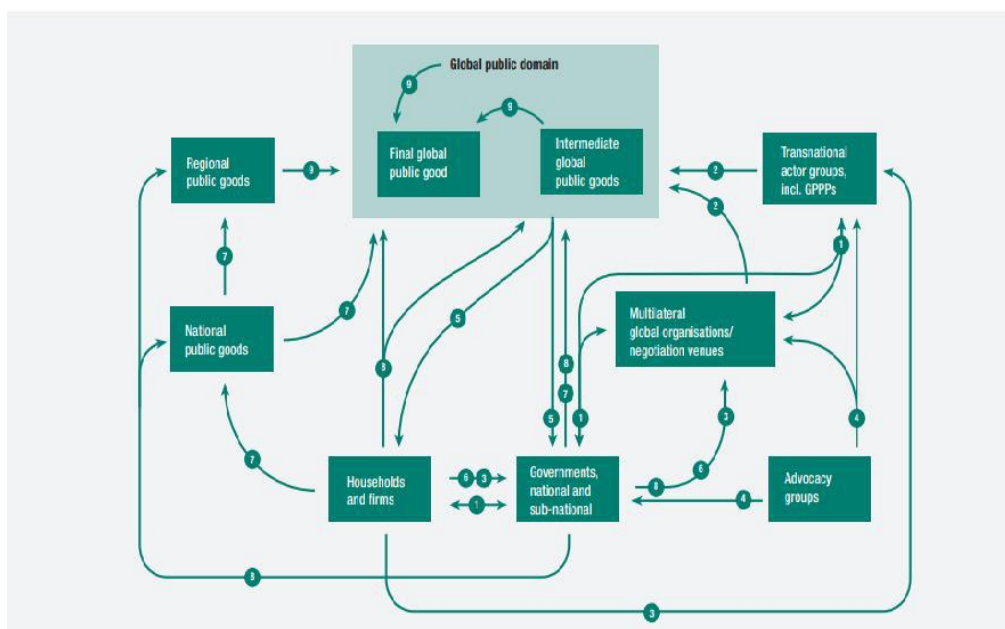 Global public domain
9
9
Final global
public good
Intermediate
global
public goods
Regional
public goods
9
2
Transnational
actor groups,
incl. GPPPs
2
7
1
National
public goods
7
5
Multilateral
global organisations/
negotiation venues
8
8
7
5
1
3
4
7
Households
and firms
6 3
1
Governments,
national and
sub-national
6
4
Advocacy
groups
8
3